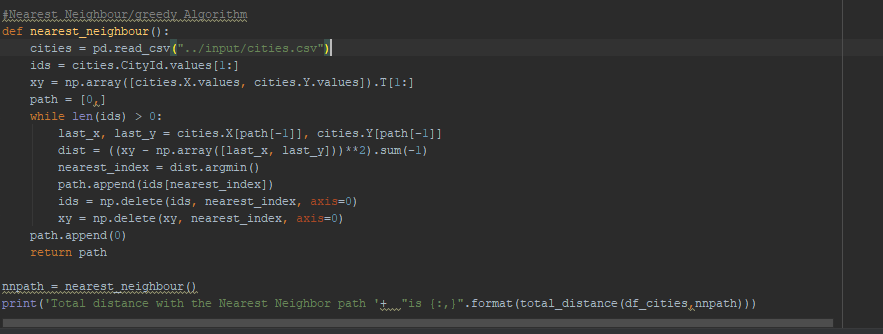 #Nearest Neighbour/greedy Algorithm
def nearest_neighbour():
    cities = pd.read_csv("../input/cities.csv")
    ids = cities.CityId.values[1:]
    xy = np.array([cities.X.values, cities.Y.values]).T[1:]
    path = [0,]
    while len(ids) > 0:
        last_x, last_y = cities.X[path[-1]], cities.Y[path[-1]]
        dist = ((xy - np.array([last_x, last_y]))**2).sum(-1)
        nearest_index = dist.argmin()
        path.append(ids[nearest_index])
        ids = np.delete(ids, nearest_index, axis=0)
        xy = np.delete(xy, nearest_index, axis=0)
    path.append(0)
    return path
nnpath = nearest_neighbour()
print('Total distance with the Nearest Neighbor path '+  "is {:,}".format(total_distance(df_cities,nnpath)))